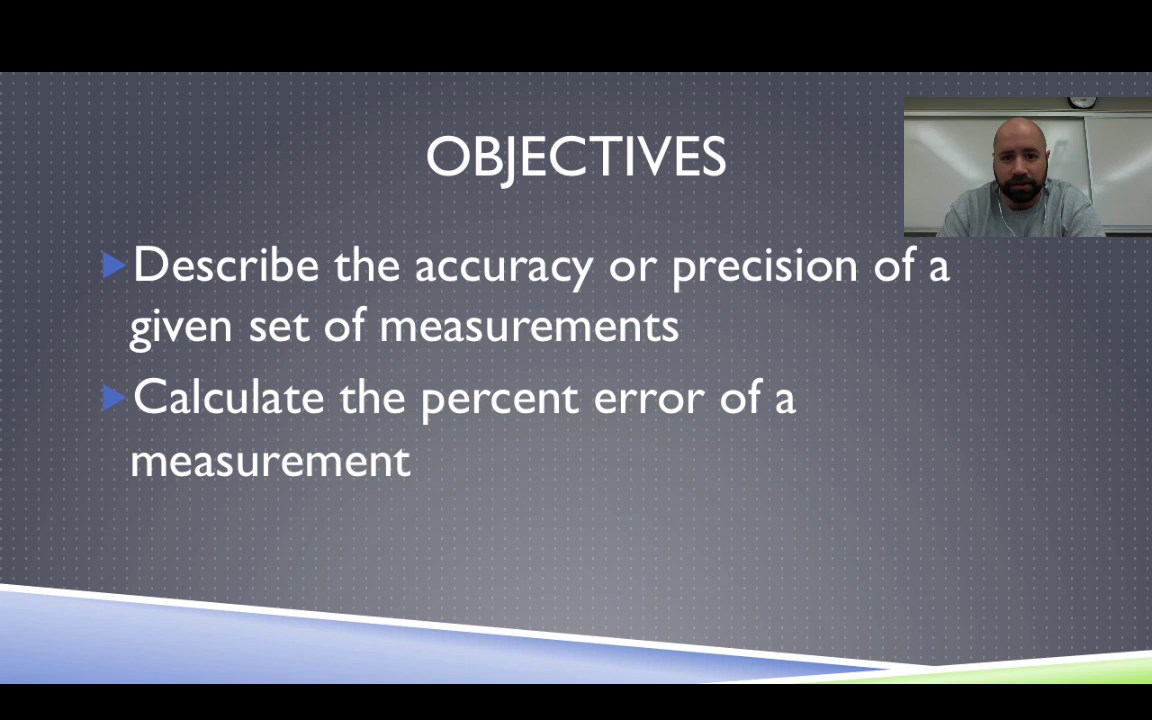 OBJECTIVES
Describe the accuracy or precision of a
given set of measurements
Calculate the percent error of a
measurement